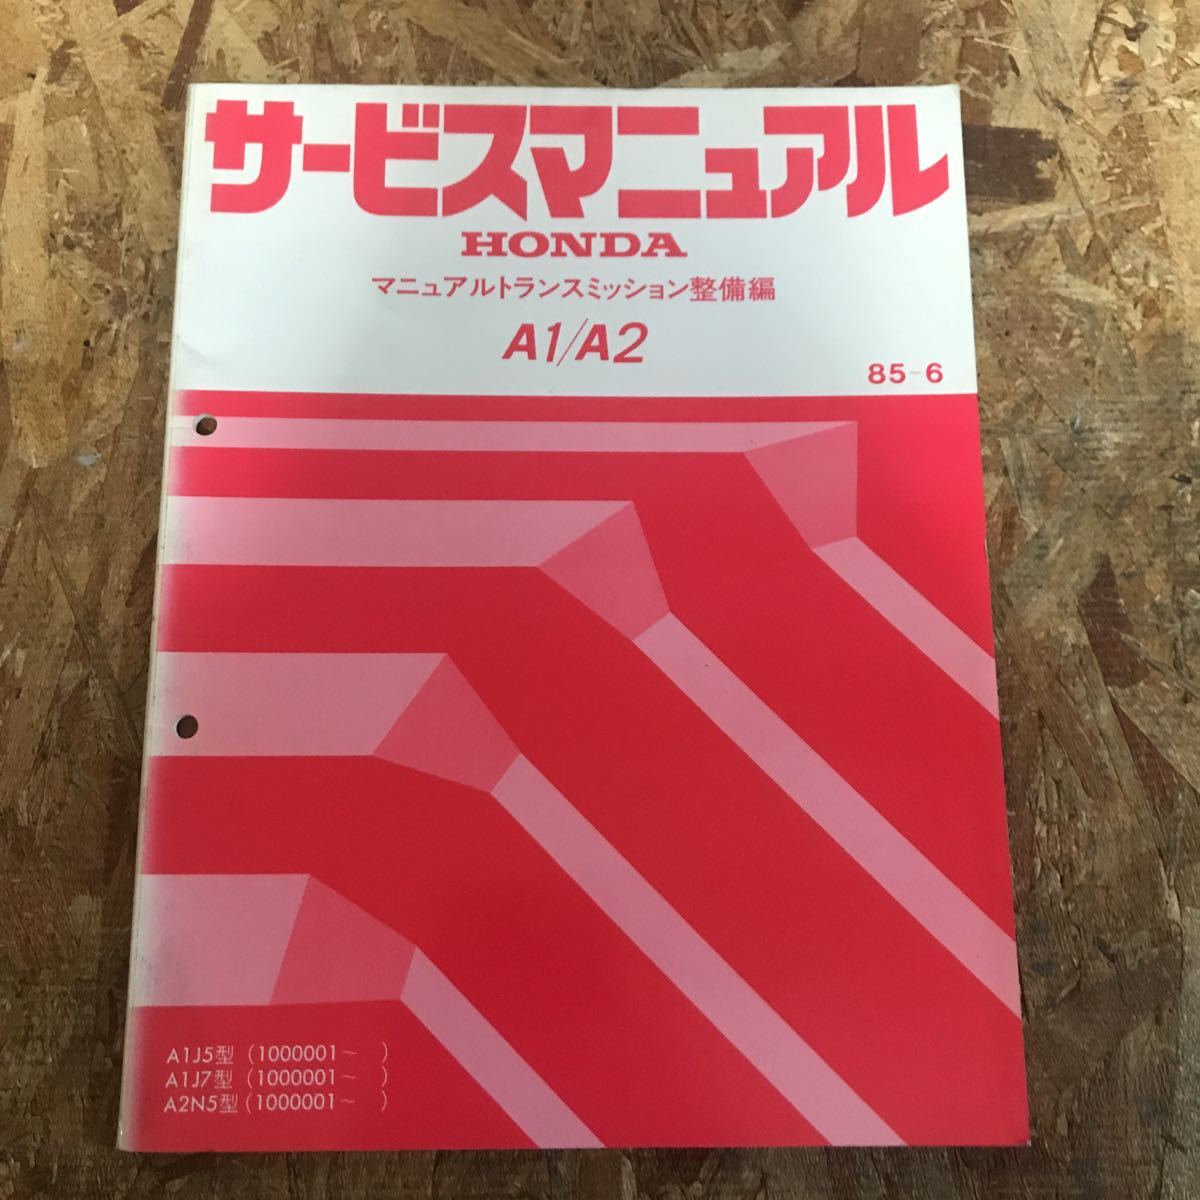 サービスマニュアル
HONDA
マニュアルトランスミッション整備編
A1/A2
85-6
A1J5型 (1000001～ )
A1J7型 (1000001～ )
A2N5型 (1000001～ )